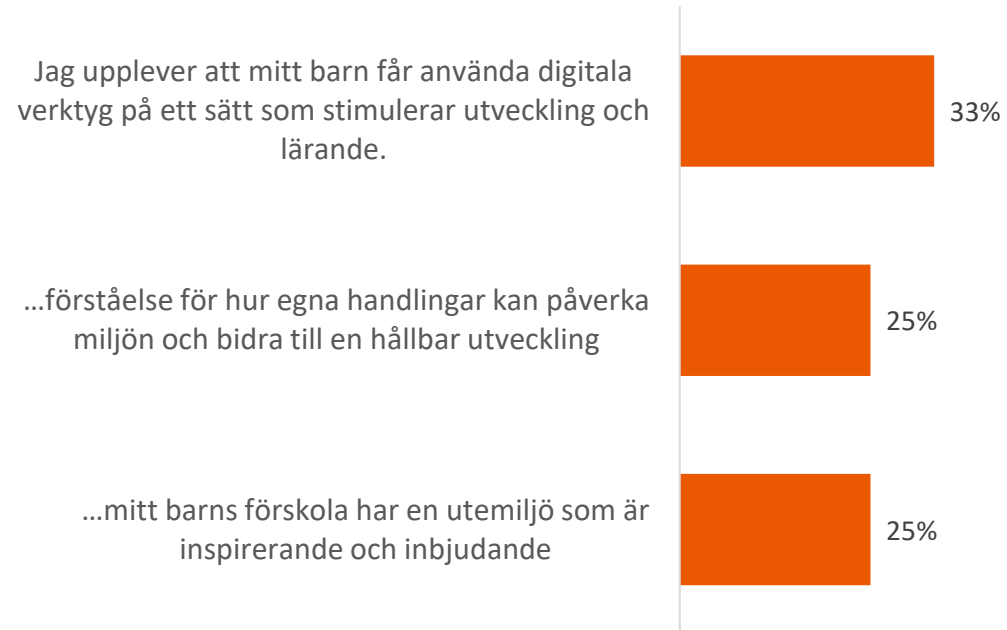 Jag upplever att mitt barn får använda digitala
verktyg på ett sätt som stimulerar utveckling och
lärande.
33%
...förståelse för hur egna handlingar kan påverka
miljön och bidra till en hållbar utveckling
25%
...mitt barns förskola har en utemiljö som är
inspirerande och inbjudande
25%